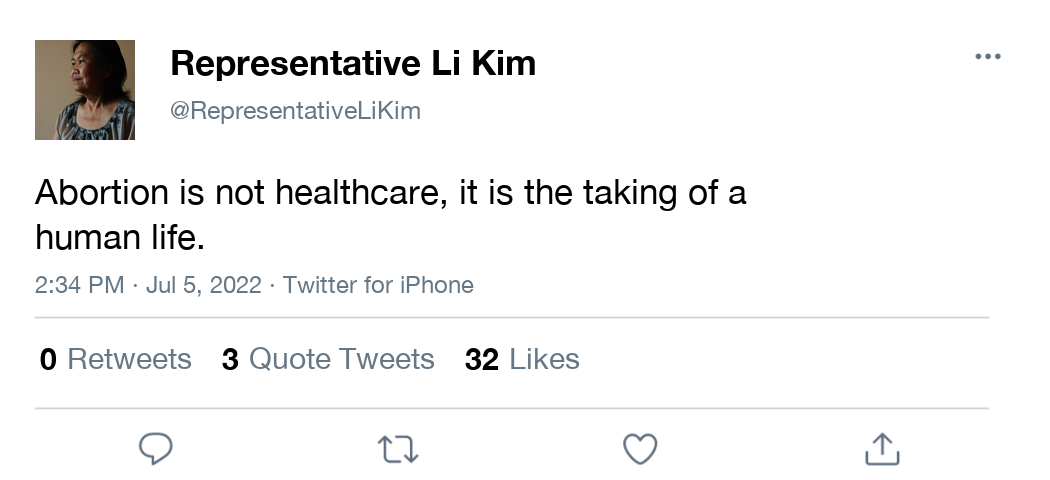 Representative Li Kim
@RepresentativeLiKim
Abortion is not healthcare, it is the taking of a
human life.
2:34 PM · Jul 5, 2022 · Twitter for iPhone
0 Retweets 3 Quote Tweets 32 Likes